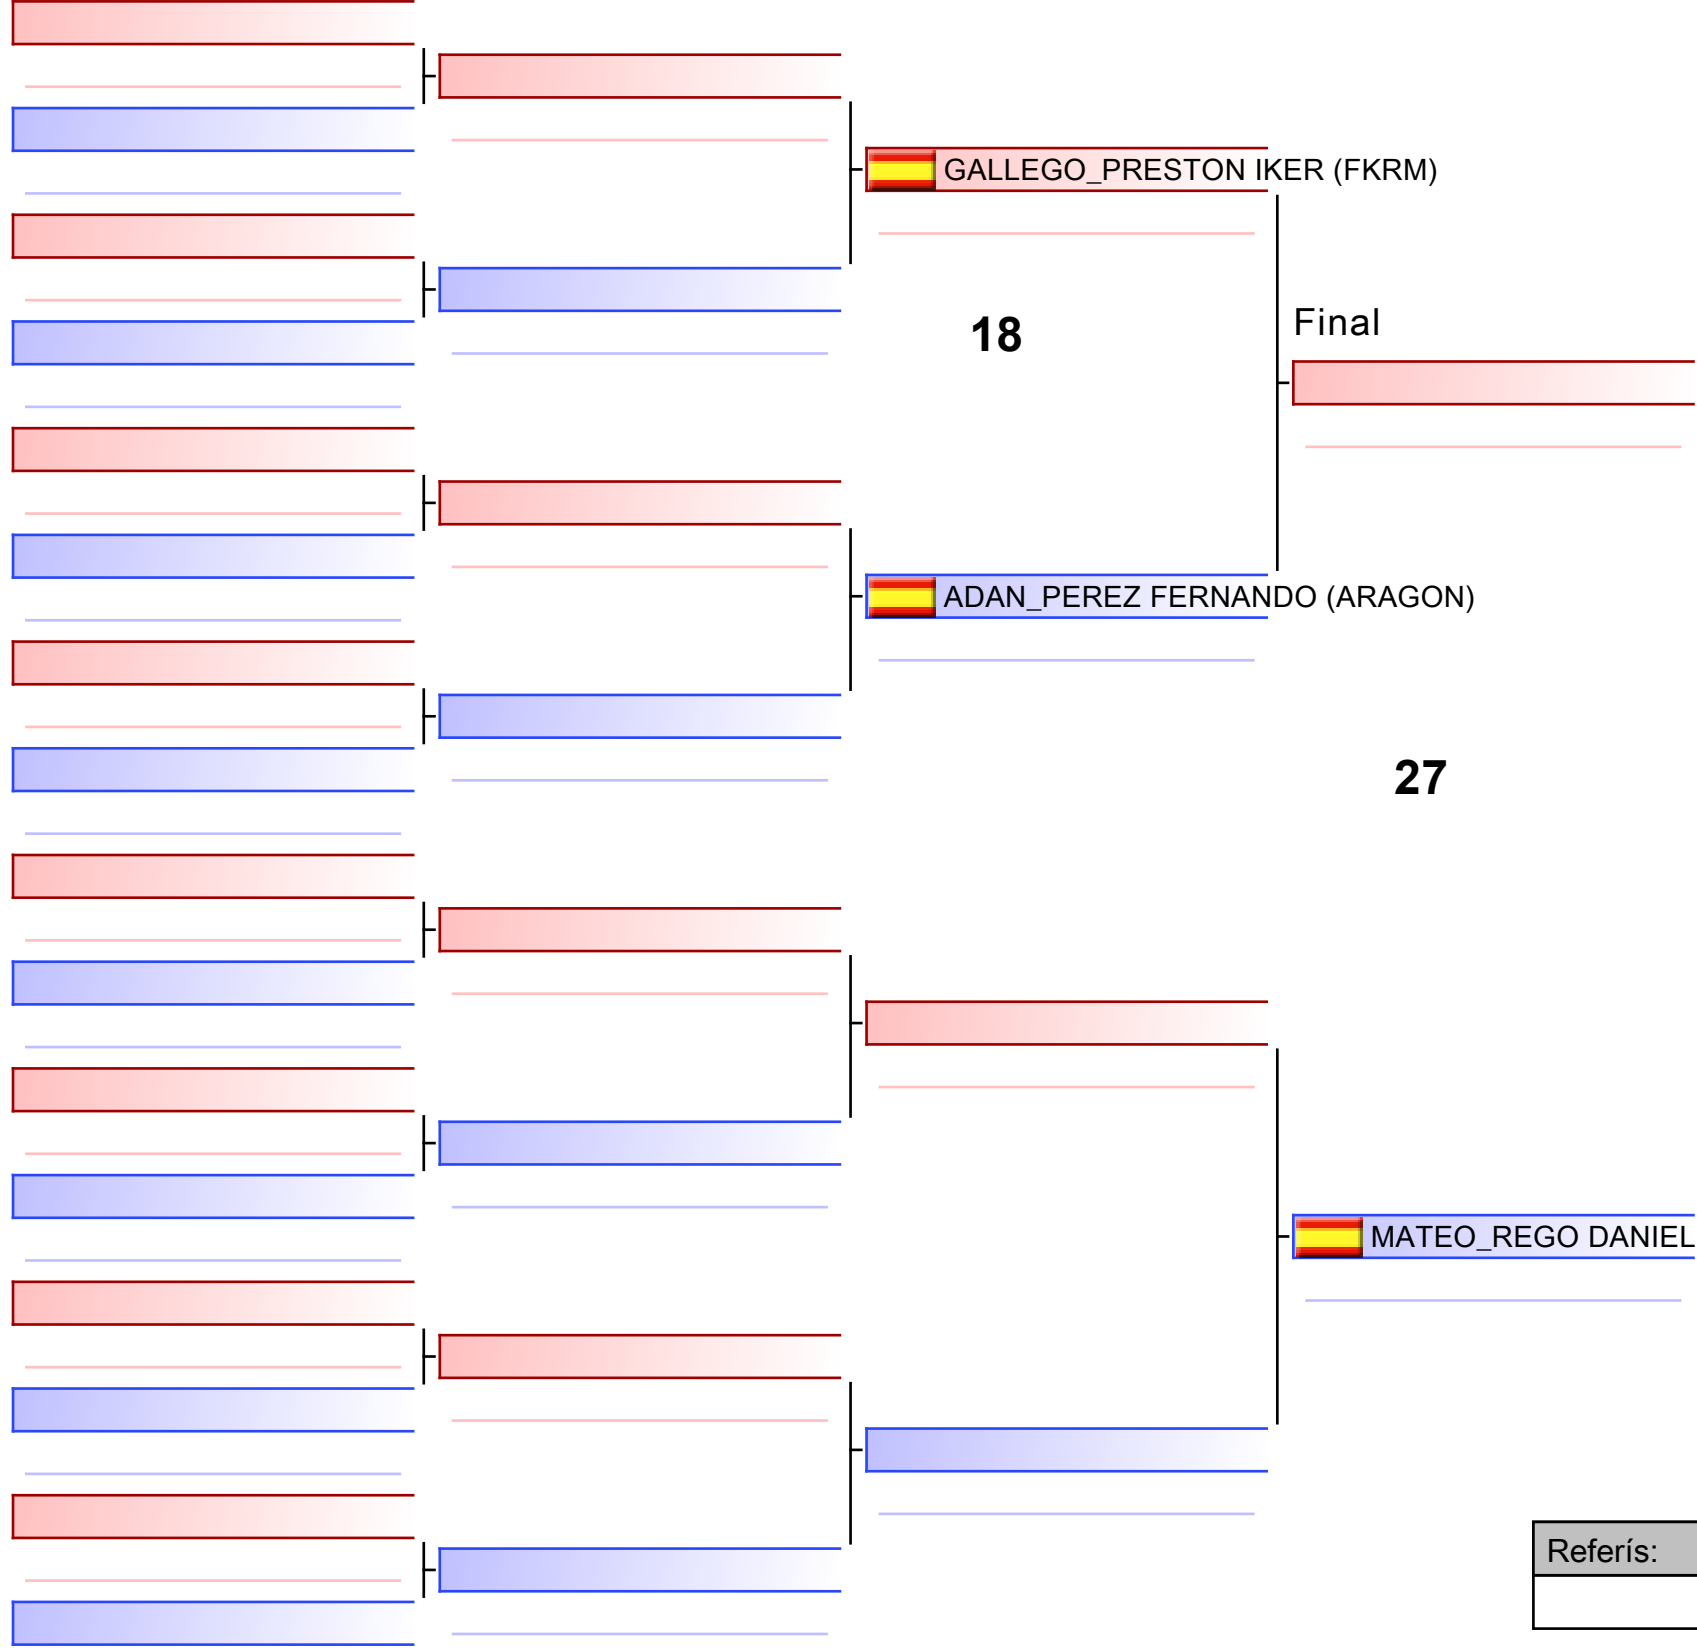 GALLEGO_PRESTON IKER (FKRM)
18
Final
ADAN_PEREZ FERNANDO (ARAGON)
27
MATEO_REGO DANIEL
Referís: